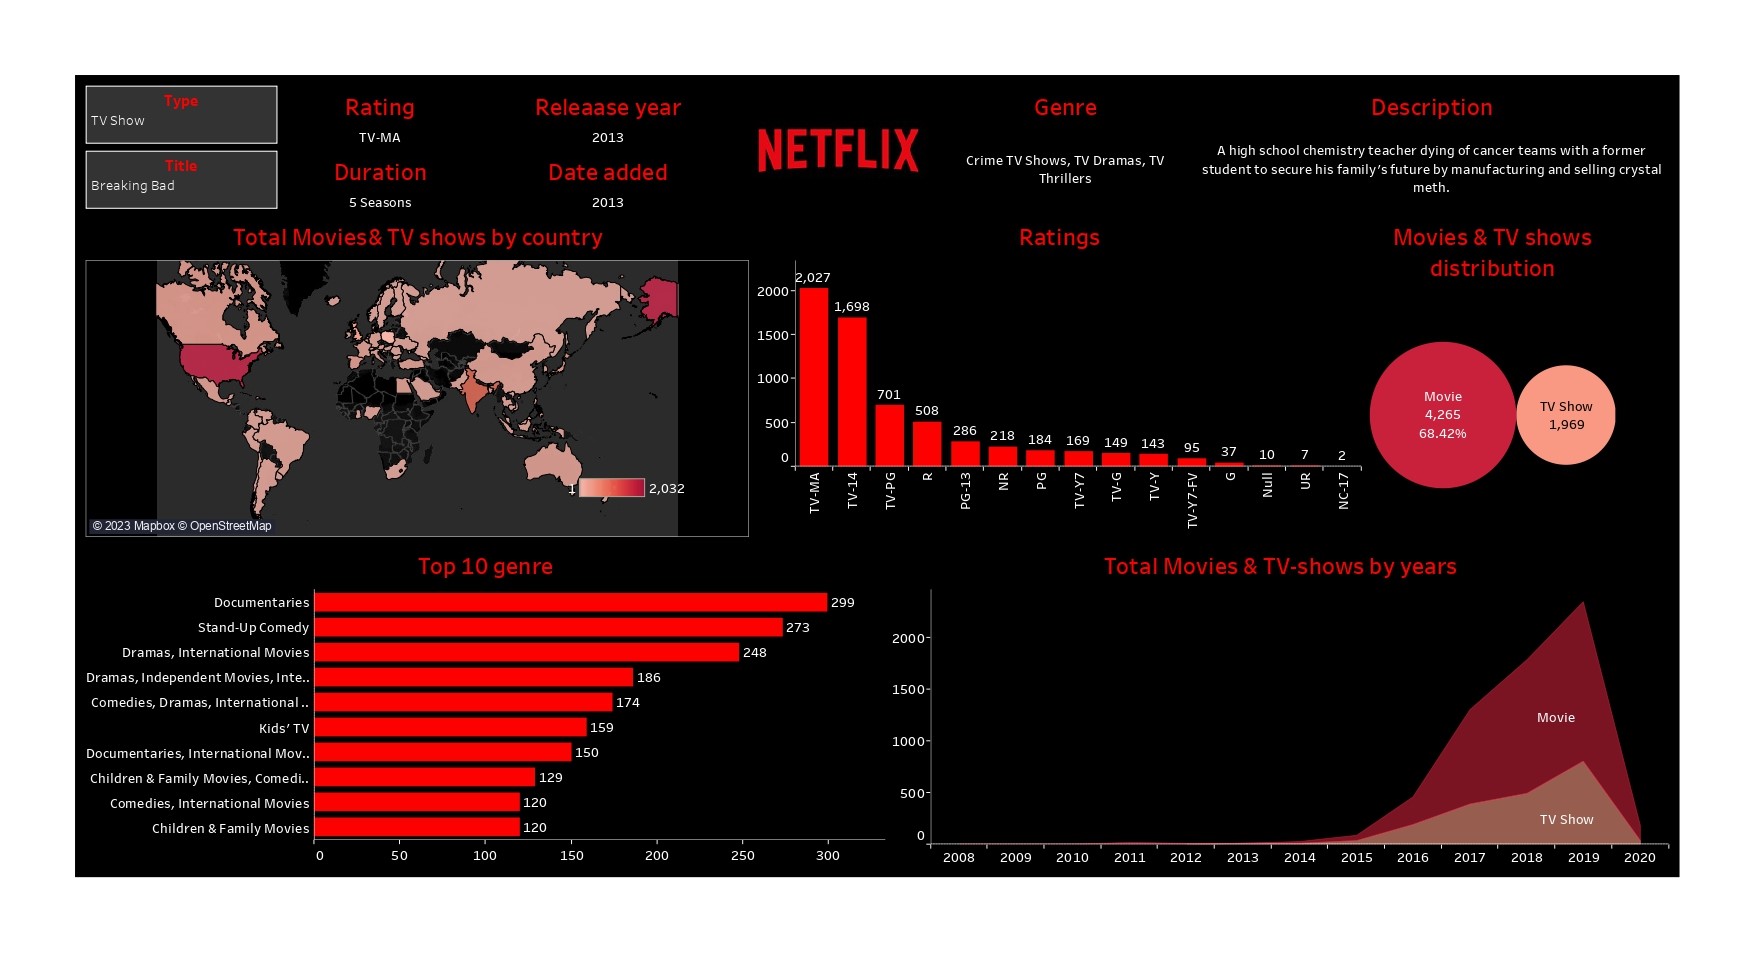 Type
TV Show
Title
Breaking Bad
Rating
TV-MA
Duration
5 Seasons
Releaase year
2013
Date added
2013
NETFLIX
Genre
Crime TV Shows, TV Dramas, TV
Thrillers
Description
A high school chemistry teacher dying of cancer teams with a former
student to secure his family’s future by manufacturing and selling crystal
meth.
Total Movies& TV shows by country
1
2,032
© 2023 Mapbox © OpenStreetMap
Ratings
2000
1500
1000
500
0
2,027
1,698
701
508
286
218
184
169
149
143
95
37
10
7
2
TV-MA
TV-14
TV-PG
R
PG-13
NR
PG
TV-Y7
TV-G
TV-Y
TV-Y7-FV
G
Null
UR
NC-17
Movies & TV shows
distribution
Movie
4,265
68.42%
TV Show
1,969
Top 10 genre
Documentaries 299
Stand-Up Comedy 273
Dramas, International Movies 248
Dramas, Independent Movies, Inte.. 186
Comedies, Dramas, International .. 174
Kids’ TV 159
Documentaries, International Mov.. 150
Children & Family Movies, Comedi.. 129
Comedies, International Movies 120
Children & Family Movies 120
0 50 100 150 200 250 300
Total Movies & TV-shows by years
2000
1500
1000
500
0
Movie
TV Show
2008 2009 2010 2011 2012 2013 2014 2015 2016 2017 2018 2019 2020